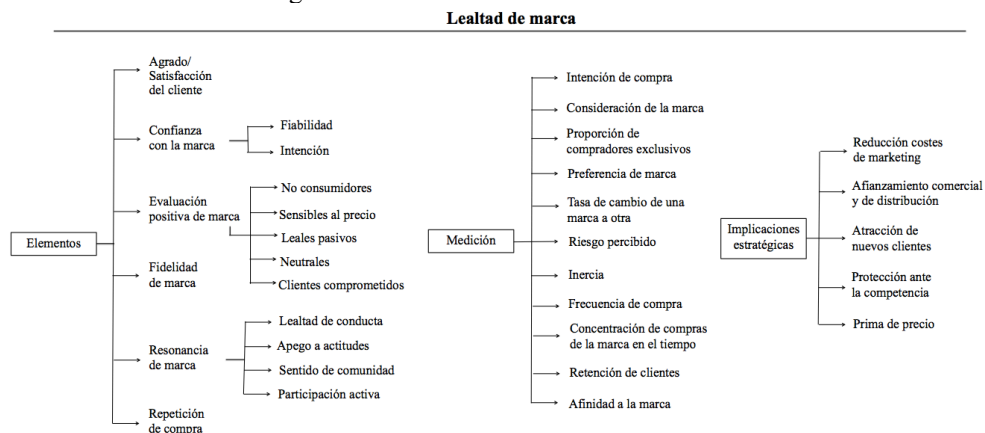 Lealtad de marca
Elementos
Agrado/
Satisfacción
del cliente
Confianza
con la marca
Fiabilidad
Intención
Evaluación
positiva de marca
No consumidores
Sensibles al precio
Leales pasivos
Neutrales
Clientes comprometidos
Fidelidad
de marca
Resonancia
de marca
Lealtad de conducta
Apego a actitudes
Sentido de comunidad
Participación activa
Repetición
de compra
Medición
Intención de compra
Consideración de la marca
Proporción de
compradores exclusivos
Preferencia de marca
Tasa de cambio de una
marca a otra
Riesgo percibido
Inercia
Frecuencia de compra
Concentración de compras
de la marca en el tiempo
Retención de clientes
Afinidad a la marca
Implicaciones
estratégicas
Reducción costes
de marketing
Afianzamiento comercial
y de distribución
Atracción de
nuevos clientes
Protección ante
la competencia
Prima de precio